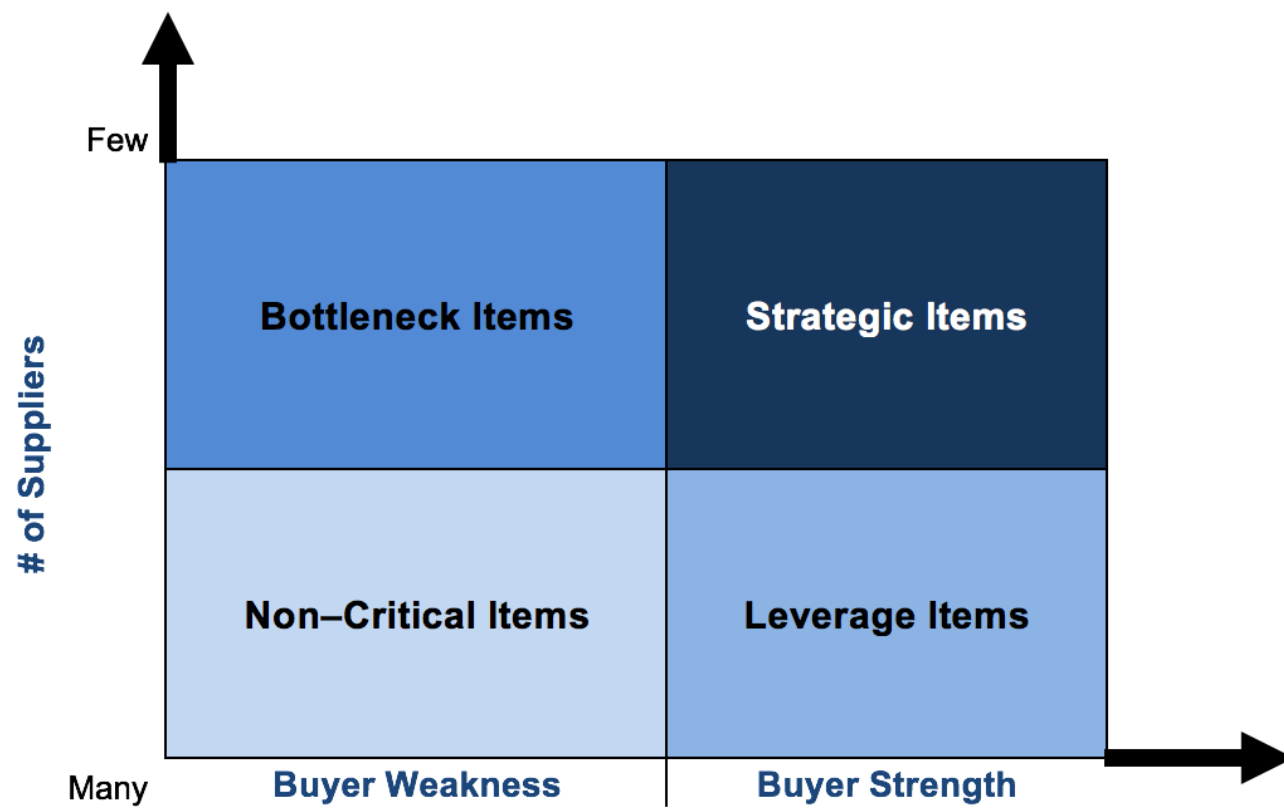 Few
Bottleneck Items
Strategic Items
# of Suppliers
Non–Critical Items
Leverage Items
Many
Buyer Weakness
Buyer Strength